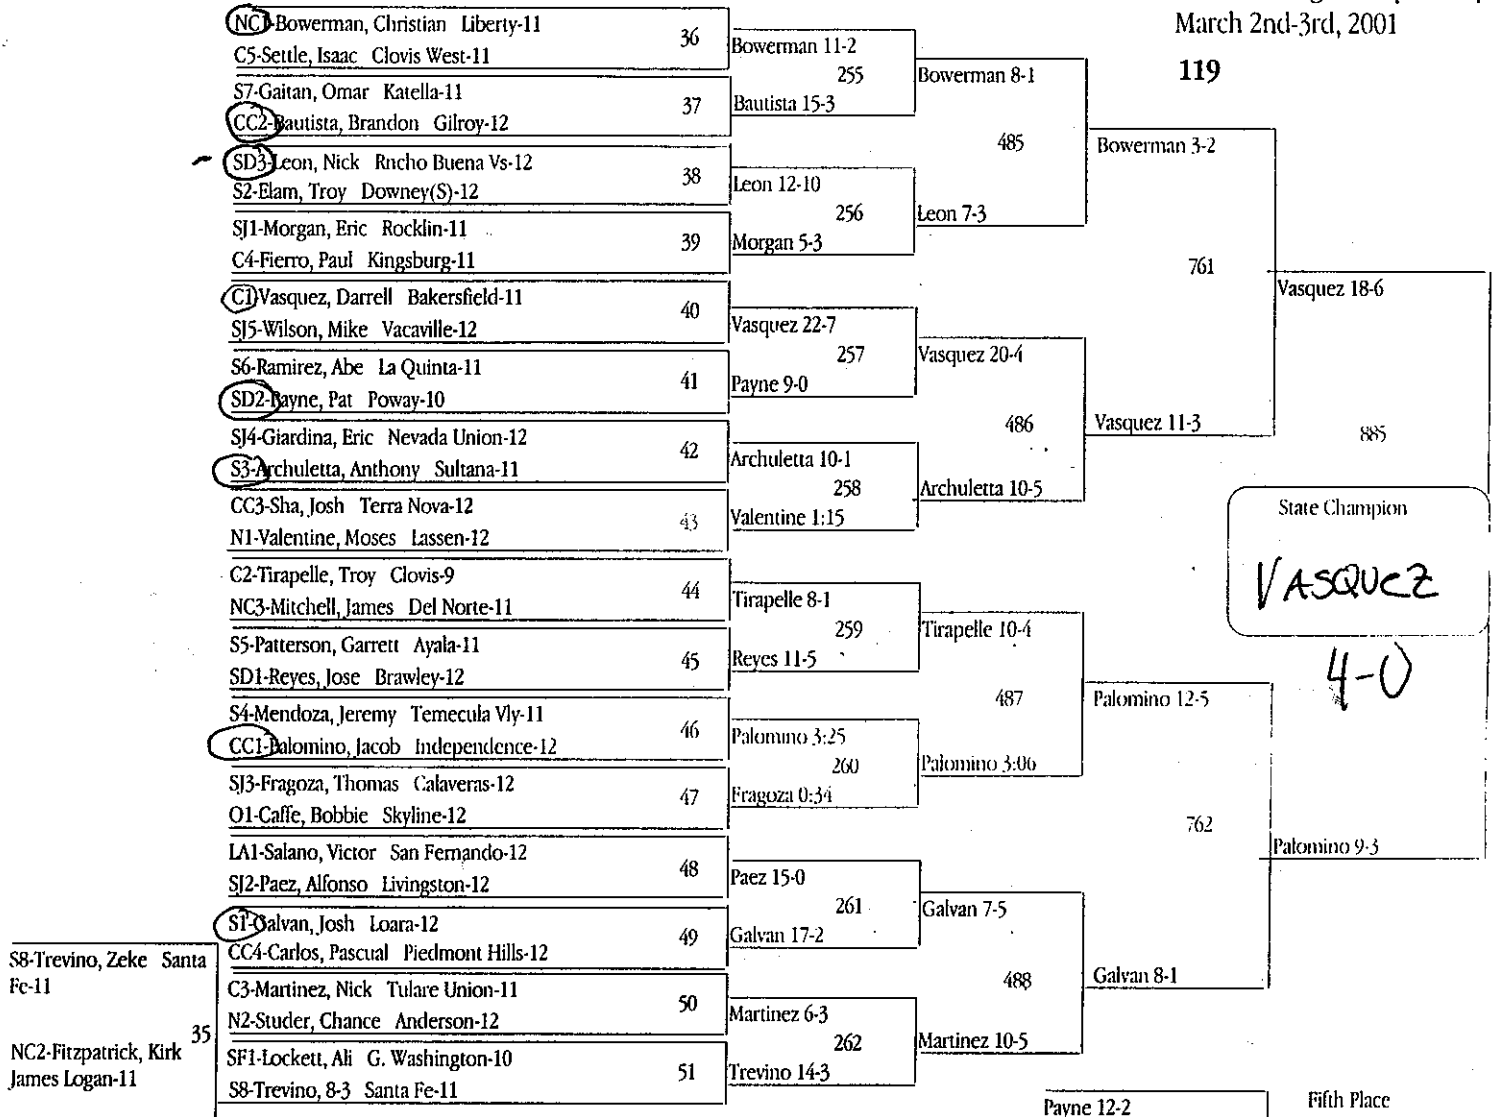 March 2nd-3rd, 2001
119
NC1-Bowerman, Christian Liberty-11
C5-Settle, Isaac Clovis West-11
36
S7-Gaitan, Omar Katella-11
CC2-Bautista, Brandon Gilroy-12
37
SD3-Leon, Nick Rncho Buena Vs-12
S2-Elam, Troy Downey(S)-12
38
SJ1-Morgan, Eric Rocklin-11
C4-Fierro, Paul Kingsburg-11
39
C1-Vasquez, Darrell Bakersfield-11
SJ5-Wilson, Mike Vacaville-12
40
S6-Ramirez, Abe La Quinta-11
SD2-Payne, Pat Poway-10
41
SJ4-Giardina, Eric Nevada Union-12
S3-Archuletta, Anthony Sultana-11
42
CC3-Sha, Josh Terra Nova-12
N1-Valentine, Moses Lassen-12
43
C2-Tirapelle, Troy Clovis-9
NC3-Mitchell, James Del Norte-11
44
S5-Patterson, Garrett Ayala-11
SD1-Reyes, Jose Brawley-12
45
S4-Mendoza, Jeremy Temecula Vly-11
CC1-Palomino, Jacob Independence-12
46
SJ3-Fragoza, Thomas Calaveras-12
O1-Caffe, Bobbie Skyline-12
47
LA1-Salano, Victor San Fernando-12
SJ2-Paez, Alfonso Livingston-12
48
S1-Galvan, Josh Loara-12
CC4-Carlos, Pascual Piedmont Hills-12
49
C3-Martinez, Nick Tulare Union-11
N2-Studer, Chance Anderson-12
50
SF1-Lockett, Ali G. Washington-10
S8-Trevino, 8-3 Santa Fe-11
51
S8-Trevino, Zeke Santa
Fe-11
35
NC2-Fitzpatrick, Kirk
James Logan-11
Bowerman 11-2
255
Bautista 15-3
Leon 12-10
256
Morgan 5-3
Vasquez 22-7
257
Payne 9-0
Archuletta 10-1
258
Valentine 1:15
Tirapelle 8-1
259
Reyes 11-5
Palomino 3:25
260
Fragoza 0:34
Paez 15-0
261
Galvan 17-2
Martinez 6-3
262
Trevino 14-3
Bowerman 8-1
485
Leon 7-3
Vasquez 20-4
486
Archuletta 10-5
Tirapelle 10-4
487
Palomino 3:06
Galvan 7-5
488
Martinez 10-5
Bowerman 3-2
761
Vasquez 11-3
Palomino 12-5
762
Galvan 8-1
Vasquez 18-6
885
Palomino 9-3
State Champion
VASQUEZ
4-0
Payne 12-2
Fifth Place